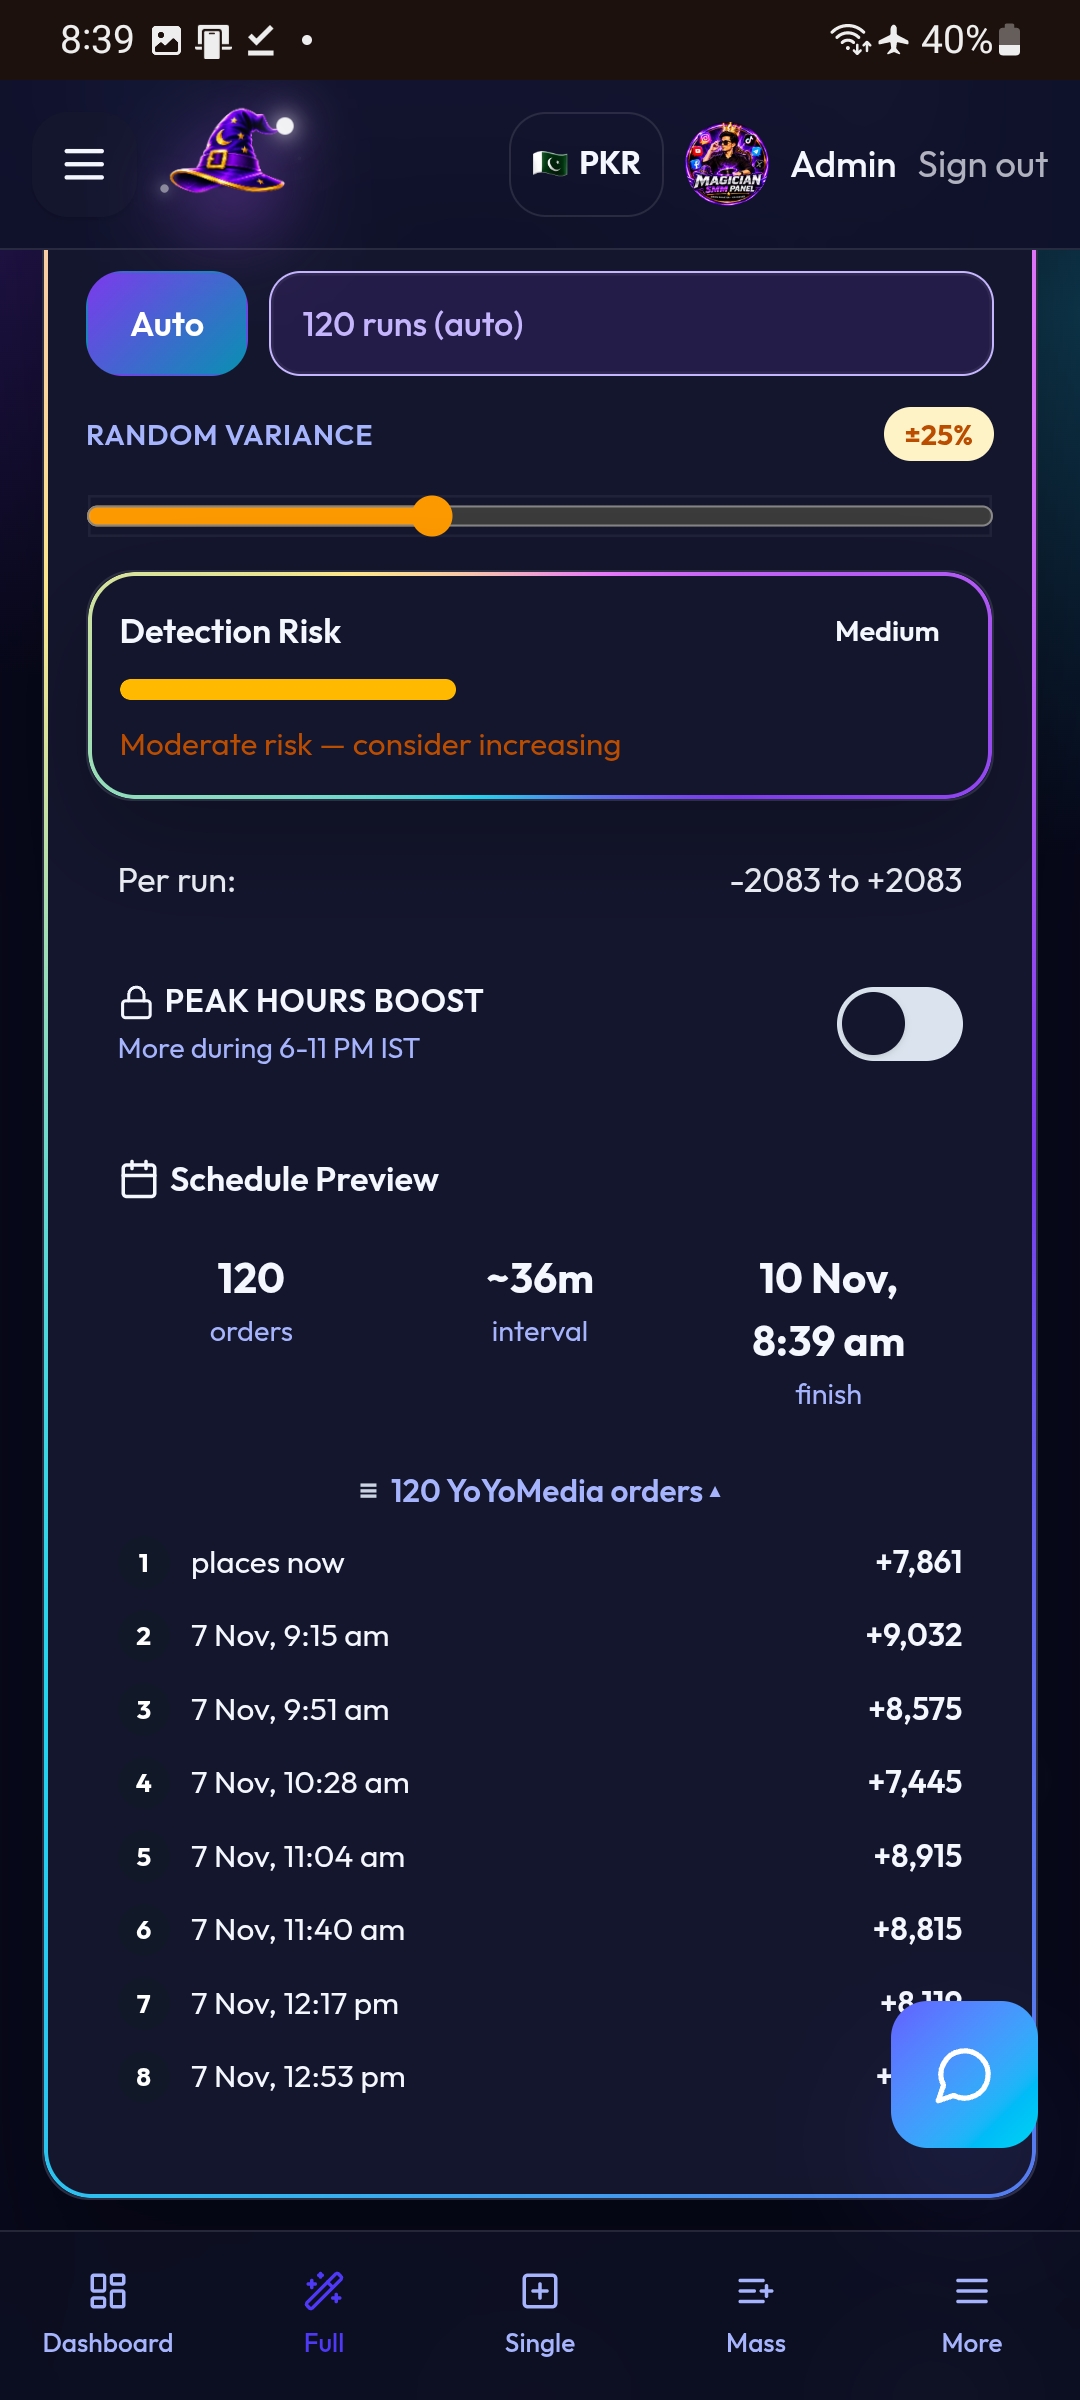 8:39
40%
PKR
MAGICIAN
SMM PANEL
Admin
Sign out
Auto
120 runs (auto)
RANDOM VARIANCE
±25%
Detection Risk
Medium
Moderate risk — consider increasing
Per run:
-2083 to +2083
PEAK HOURS BOOST
More during 6-11 PM IST
Schedule Preview
120
orders
~36m
interval
10 Nov,
8:39 am
finish
120 YoYoMedia orders ▴
1 places now +7,861
2 7 Nov, 9:15 am +9,032
3 7 Nov, 9:51 am +8,575
4 7 Nov, 10:28 am +7,445
5 7 Nov, 11:04 am +8,915
6 7 Nov, 11:40 am +8,815
7 7 Nov, 12:17 pm
8 7 Nov, 12:53 pm
Dashboard
Full
Single
Mass
More